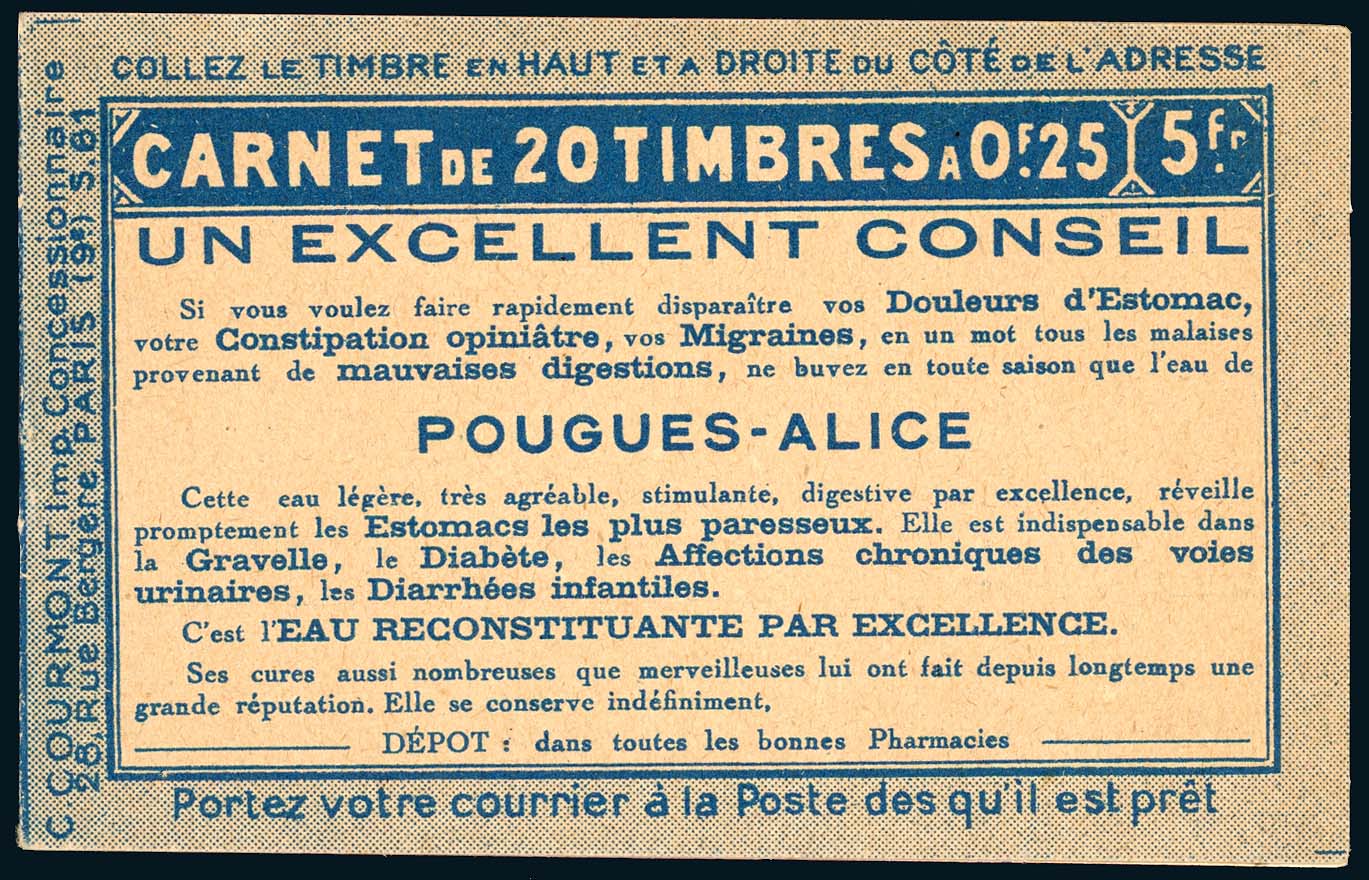 COLLEZ LE TIMBRE EN HAUT ET A DROITE DU CÔTÉ DE L'ADRESSE
CARNET DE 20 TIMBRES A 0F.25 5fr.
UN EXCELLENT CONSEIL
Si vous voulez faire rapidement disparaître vos Douleurs d'Estomac,
votre Constipation opiniâtre, vos Migraines, en un mot tous les malaises
provenant de mauvaises digestions, ne buvez en toute saison que l'eau de
POUGUES-ALICE
Cette eau légère, très agréable, stimulante, digestive par excellence, réveille
promptement les Estomacs les plus paresseux. Elle est indispensable dans
la Gravelle, le Diabète, les Affections chroniques des voies
urinaires, les Diarrhées infantiles.
C'est l'EAU RECONSTITUANTE PAR EXCELLENCE.
Ses cures aussi nombreuses que merveilleuses lui ont fait depuis longtemps une
grande réputation. Elle se conserve indéfiniment,
DÉPOT : dans toutes les bonnes Pharmacies
Portez votre courrier à la Poste des qu'il est prêt
C. COURMONT Imp. Concessionnaire
28, Rue Bergère PARIS (9e) S.61